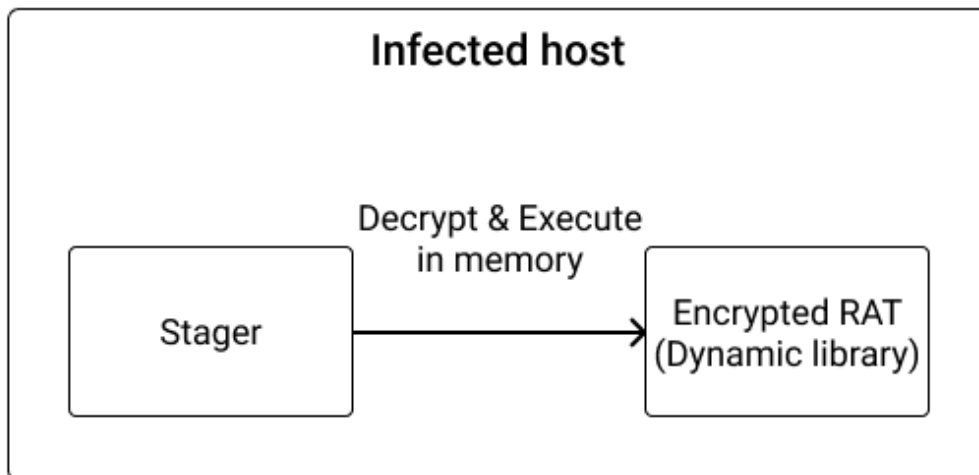 Infected host
Decrypt & Execute
in memory
Stager
Encrypted RAT
(Dynamic library)